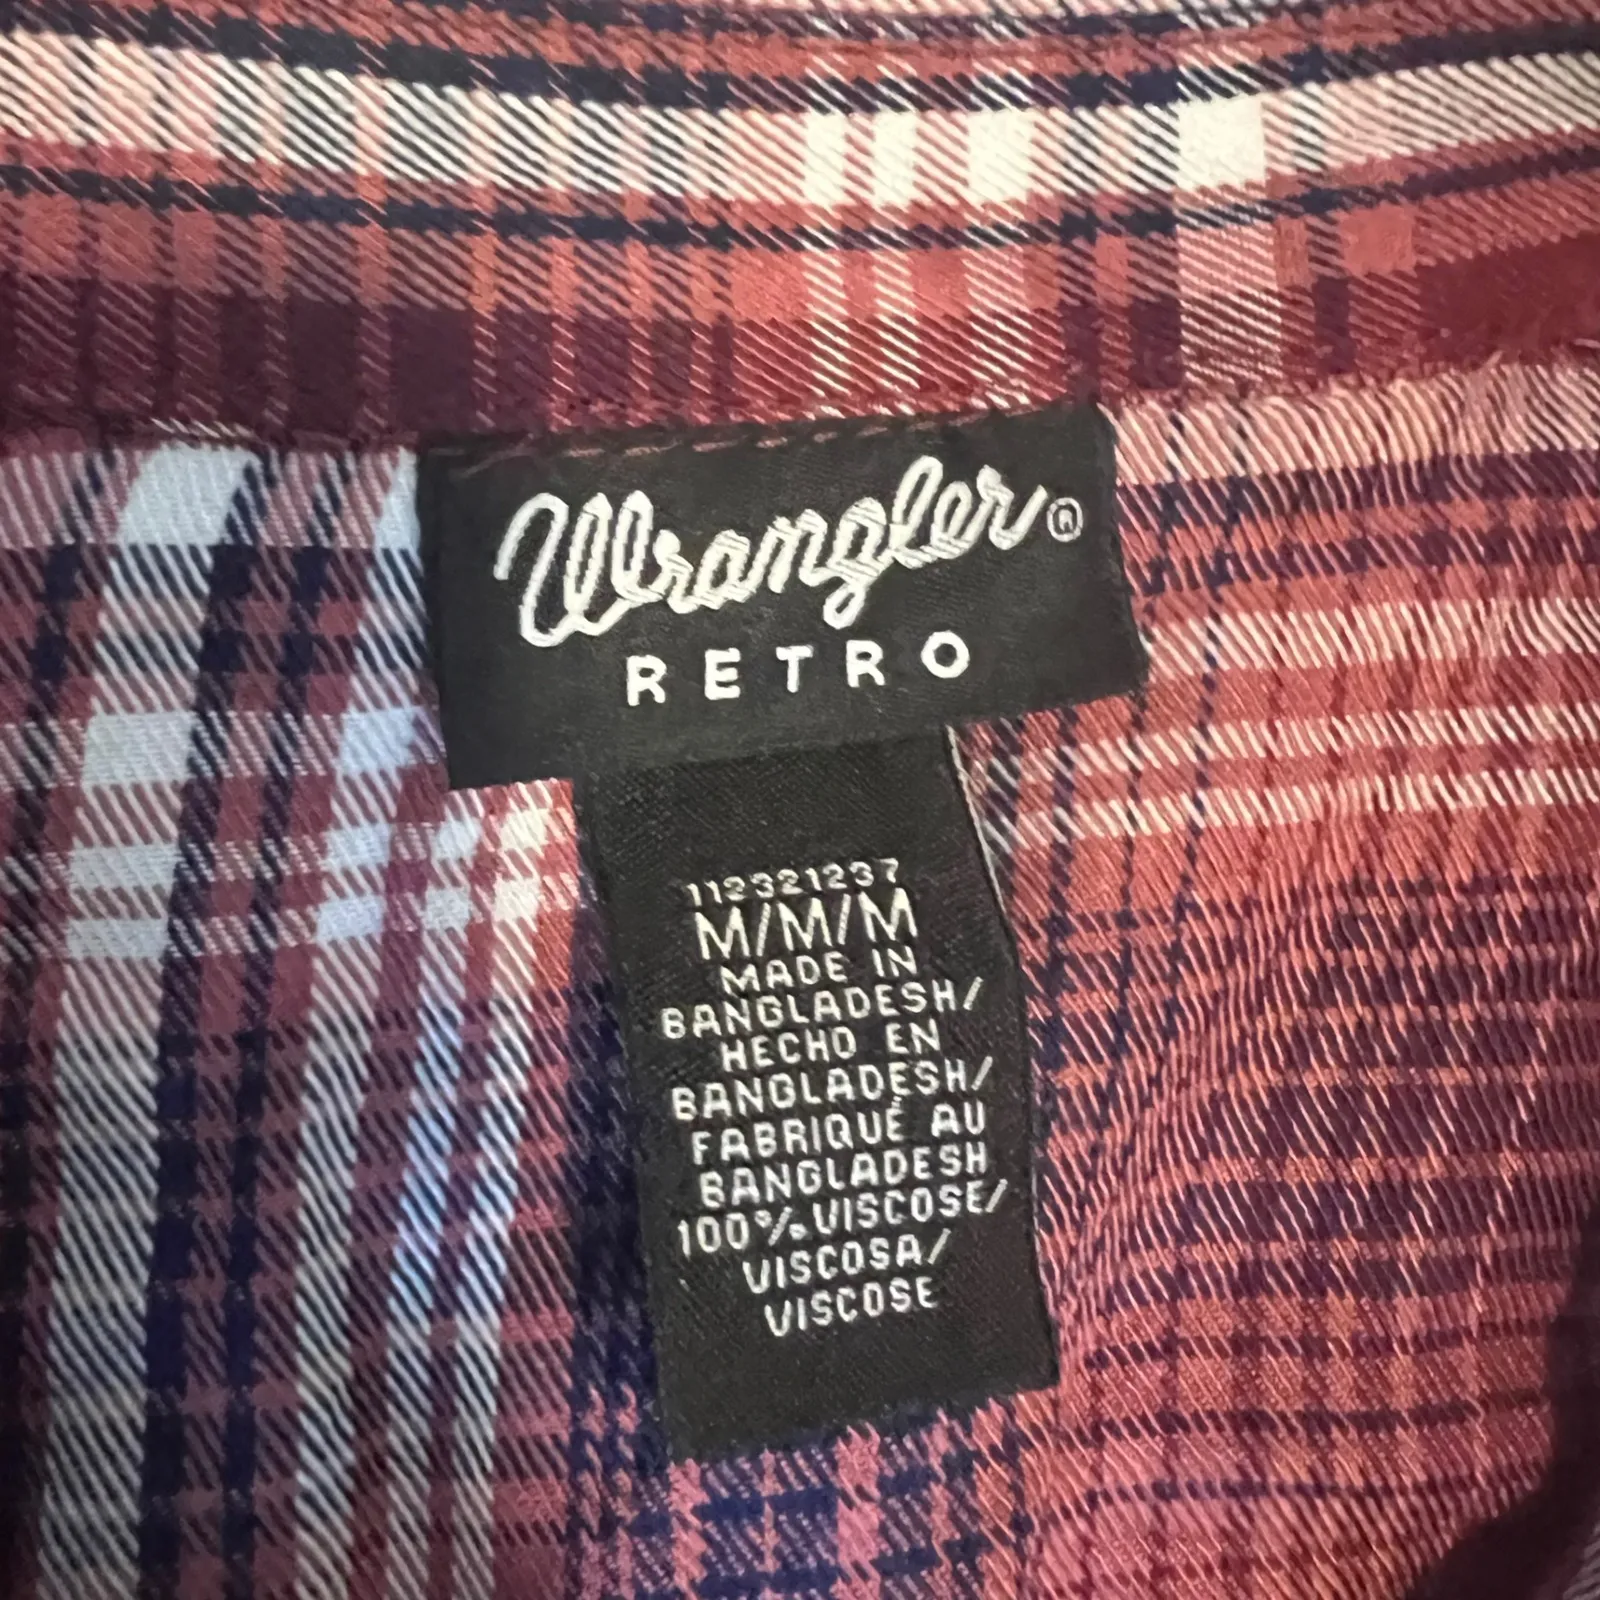 Wrangler®
RETRO
112321237
M/M/M
MADE IN
BANGLADESH/
HECHO EN
BANGLADESH/
FABRIQUÉ AU
BANGLADESH
100% VISCOSE/
VISCOSA/
VISCOSE